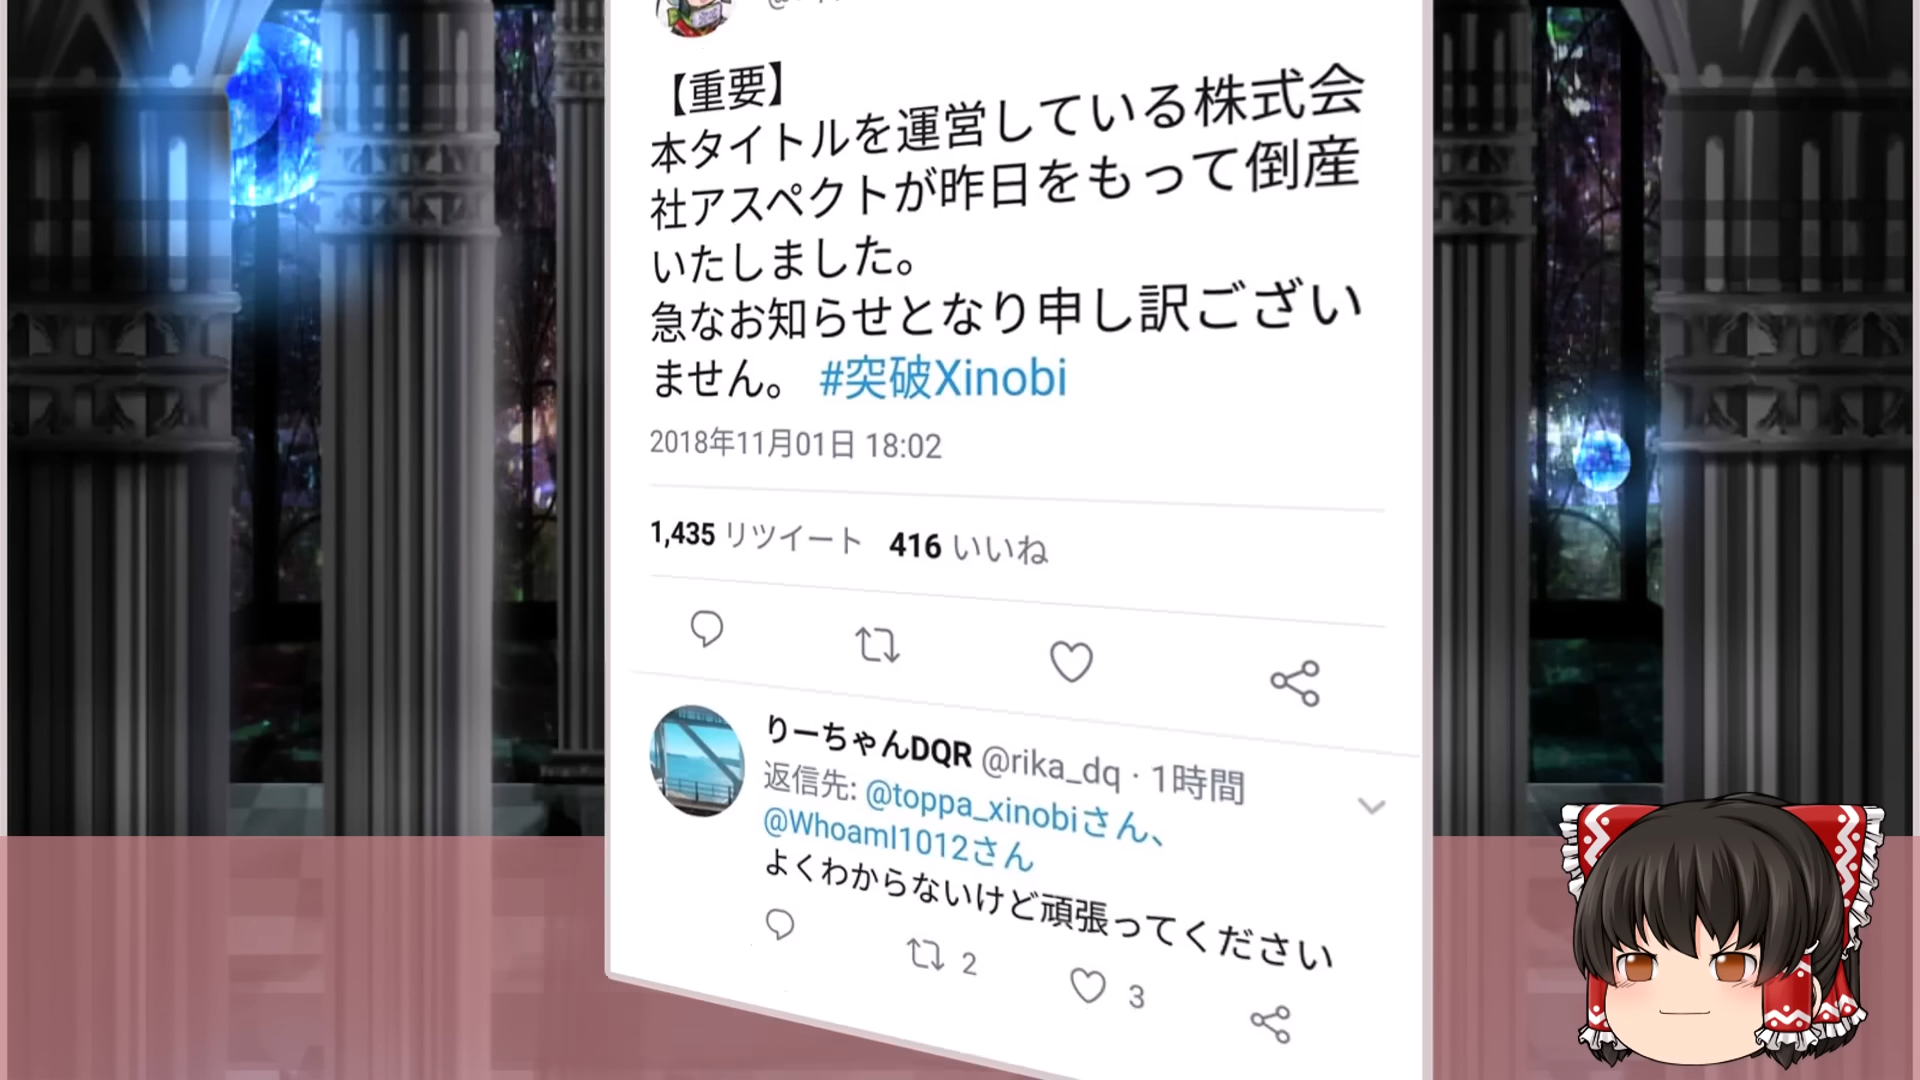 【重要】
本タイトルを運営している株式会
社アスペクトが昨日をもって倒産
いたしました。
急なお知らせとなり申し訳ござい
ません。 #突破Xinobi
2018年11月01日 18:02
1,435 リツイート 416 いいね
りーちゃんDQR @rika_dq · 1時間
返信先: @toppa_xinobiさん、
@WhoamI1012さん
よくわからないけど頑張ってください
2 3